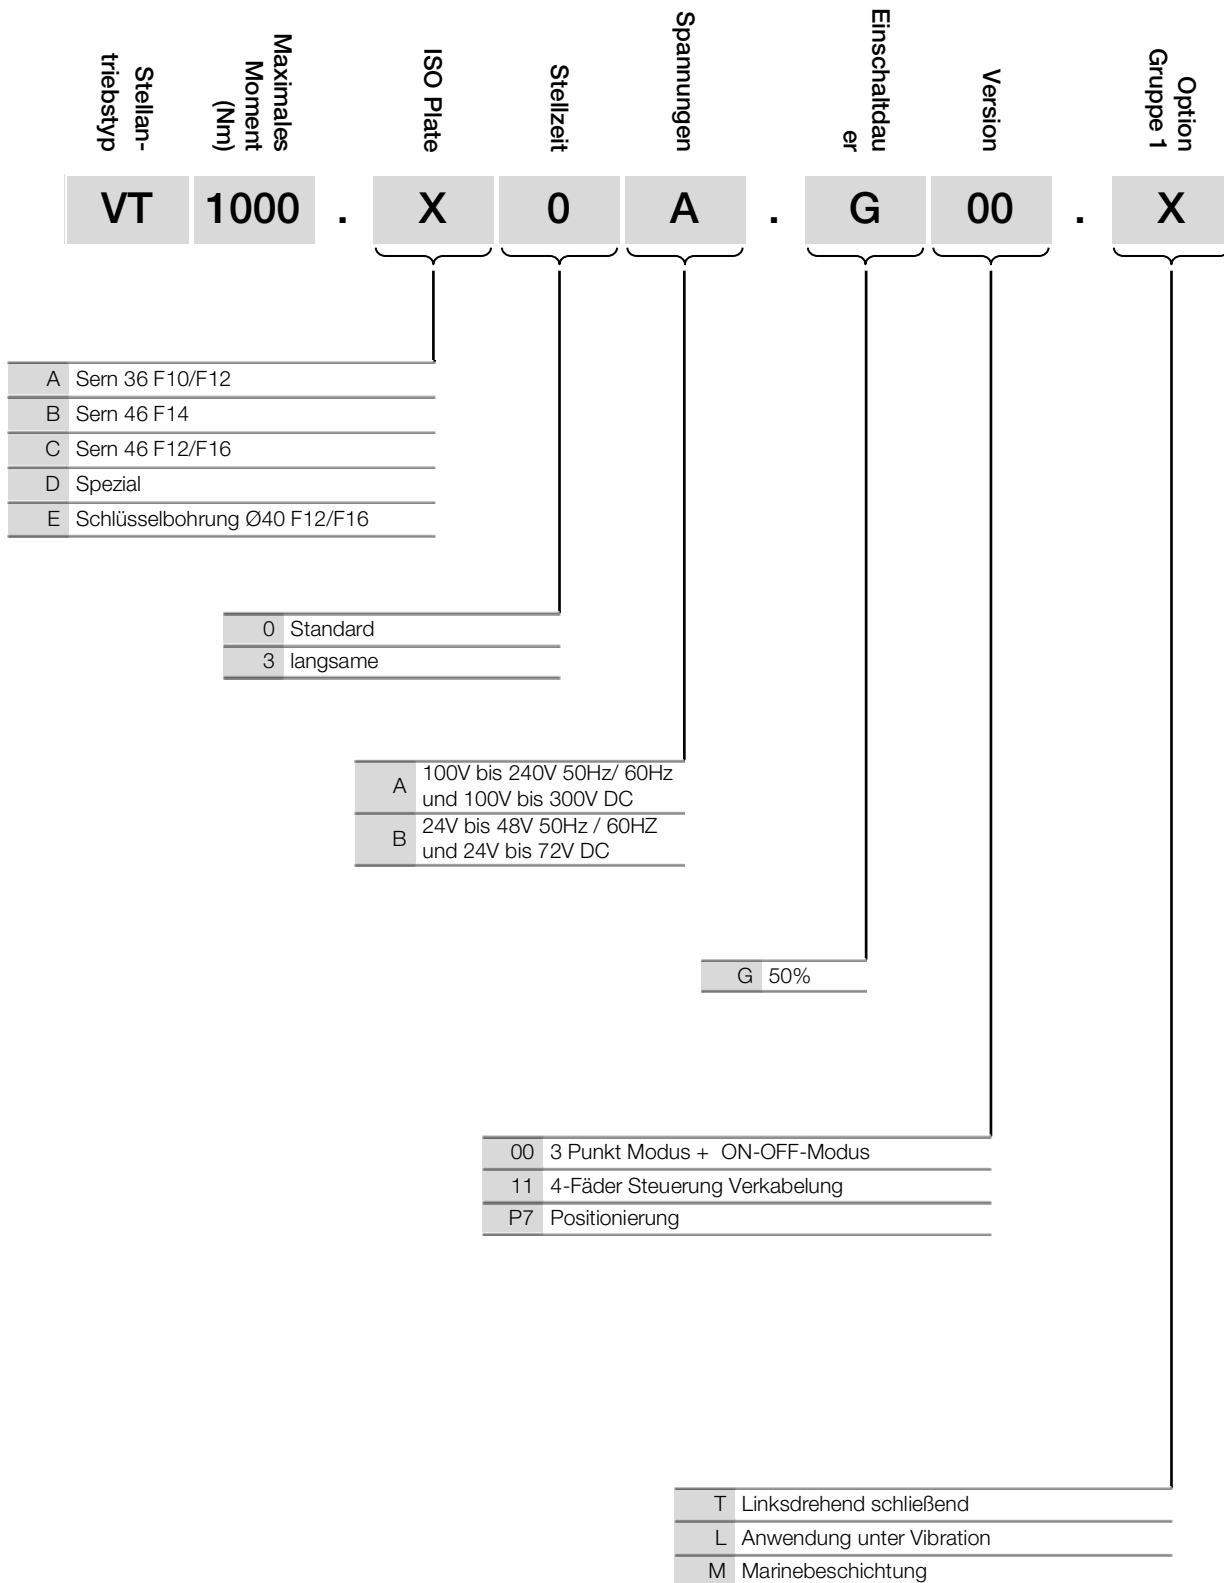 Stellan-
triebstyp
Maximales
Moment
(Nm)
ISO Plate
Stellzeit
Spannungen
Einschaltdau
er
Version
Option
Gruppe 1
VT 1000 . X 0 A . G 00 . X
A Sern 36 F10/F12
B Sern 46 F14
C Sern 46 F12/F16
D Spezial
E Schlüsselbohrung Ø40 F12/F16
0 Standard
3 langsame
A 100V bis 240V 50Hz/ 60Hz
und 100V bis 300V DC
B 24V bis 48V 50Hz / 60HZ
und 24V bis 72V DC
G 50%
00 3 Punkt Modus + ON-OFF-Modus
11 4-Fäder Steuerung Verkabelung
P7 Positionierung
T Linksdrehend schließend
L Anwendung unter Vibration
M Marinebeschichtung